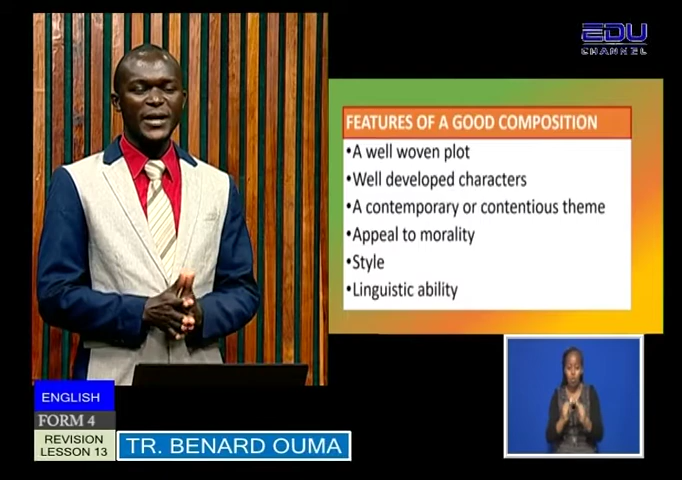 EDU
CHANNEL
FEATURES OF A GOOD COMPOSITION
•A well woven plot
•Well developed characters
•A contemporary or contentious theme
•Appeal to morality
•Style
•Linguistic ability
ENGLISH
FORM 4
REVISION
LESSON 13
TR. BENARD OUMA